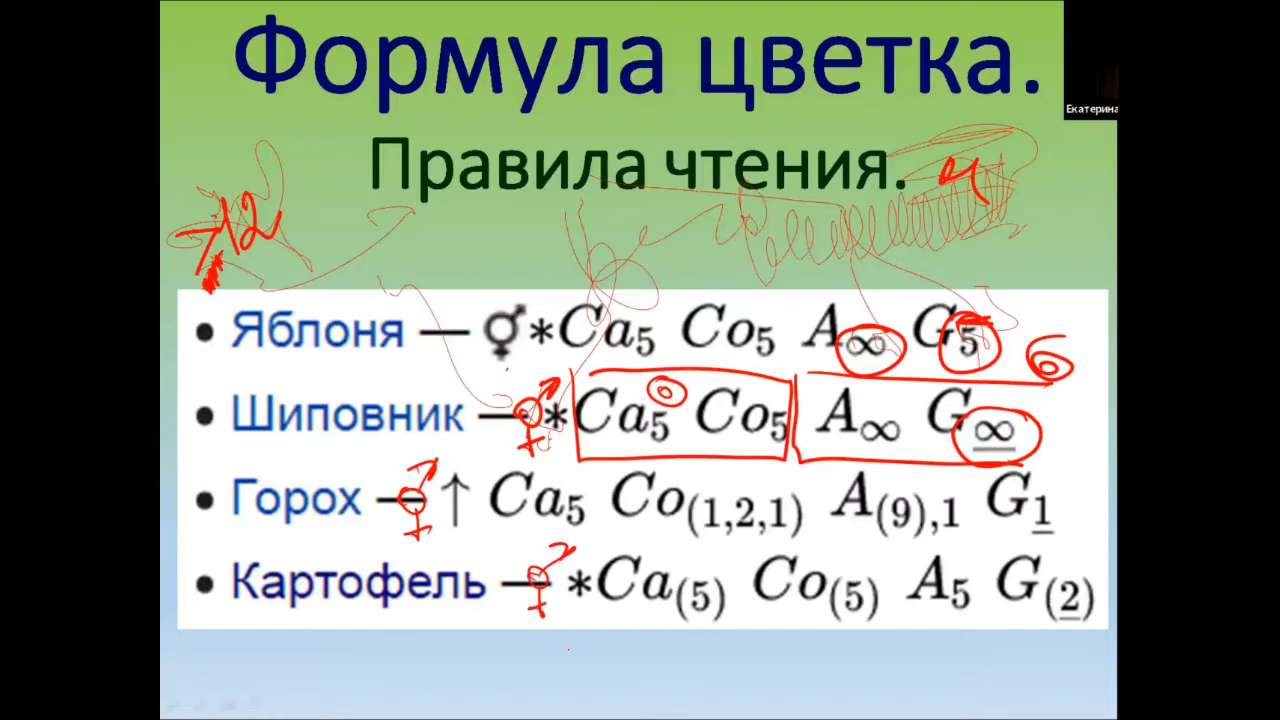 Формула цветка.
Екатерина
Правила чтения. ч
>12
• Яблоня — ⚥ *Ca₅ Co₅ A∞ G₅ б
• Шиповник — ⚥ *Ca₅ Co₅ A∞ G∞
• Горох — ⚥ ↑ Ca₅ Co₍₁,₂,₁₎ A₍₉₎,₁ G₁
• Картофель — ⚥ *Ca₍₅₎ Co₍₅₎ A₅ G₍₂₎